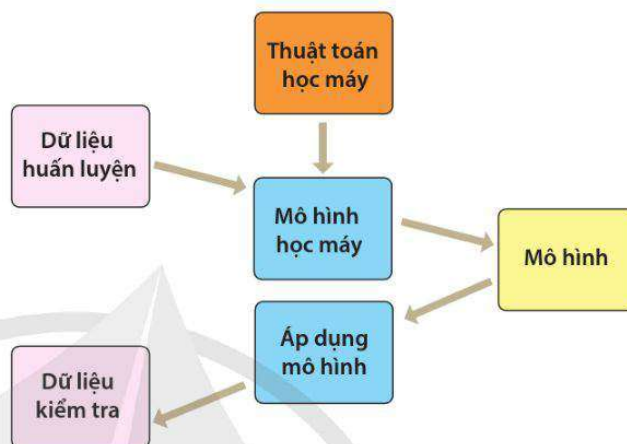 Thuật toán
học máy
Dữ liệu
huấn luyện
Mô hình
học máy
Mô hình
Áp dụng
mô hình
Dữ liệu
kiểm tra